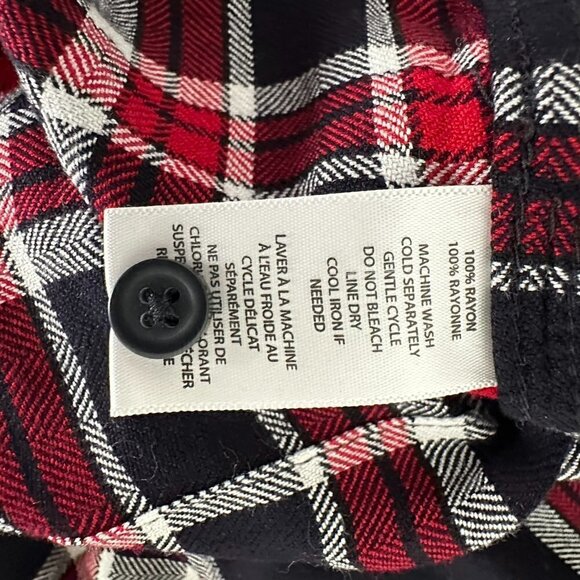 100% RAYON
100% RAYONNE
MACHINE WASH
COLD SEPARATELY
GENTLE CYCLE
DO NOT BLEACH
LINE DRY
COOL IRON IF
NEEDED
LAVER À LA MACHINE
À L'EAU FROIDE AU
CYCLE DÉLICAT
SÉPARÉMENT
NE PAS UTILISER DE